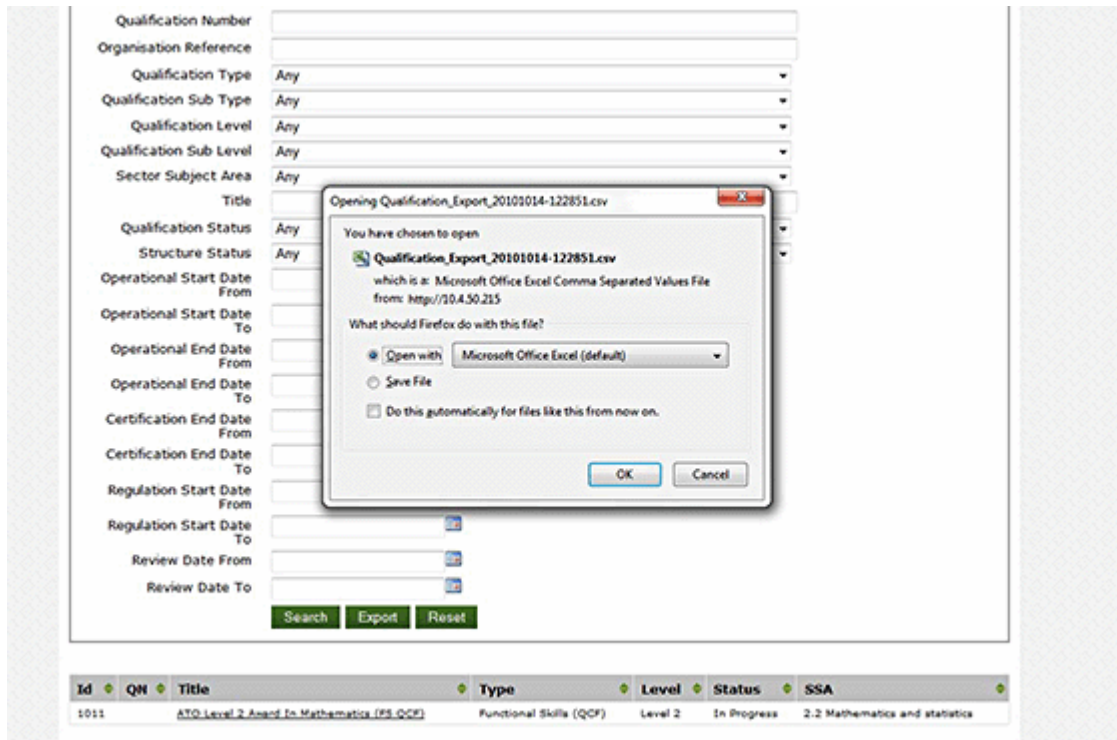 Qualification Number
Organisation Reference
Qualification Type Any
Qualification Sub Type Any
Qualification Level Any
Qualification Sub Level Any
Sector Subject Area Any
Title
Qualification Status Any
Structure Status Any
Operational Start Date
From
Operational Start Date
To
Operational End Date
From
Operational End Date
To
Certification End Date
From
Certification End Date
To
Regulation Start Date
From
Regulation Start Date
To
Review Date From
Review Date To
Search Export Reset
Opening Qualification_Export_20101014-122851.csv
You have chosen to open
Qualification_Export_20101014-122851.csv
which is a: Microsoft Office Excel Comma Separated Values File
from: http://10.4.50.215
What should Firefox do with this file?
Open with Microsoft Office Excel (default)
Save File
Do this automatically for files like this from now on.
OK Cancel
Id QN Title Type Level Status SSA
1011 ATO Level 2 Award In Mathematics (FS QCF) Functional Skills (QCF) Level 2 In Progress 2.2 Mathematics and statistics